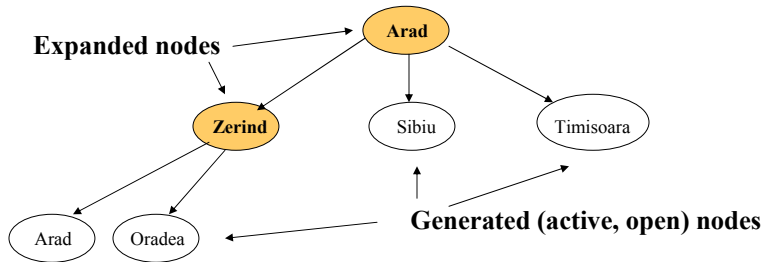 Arad
Expanded nodes
Zerind
Sibiu
Timisoara
Generated (active, open) nodes
Arad
Oradea